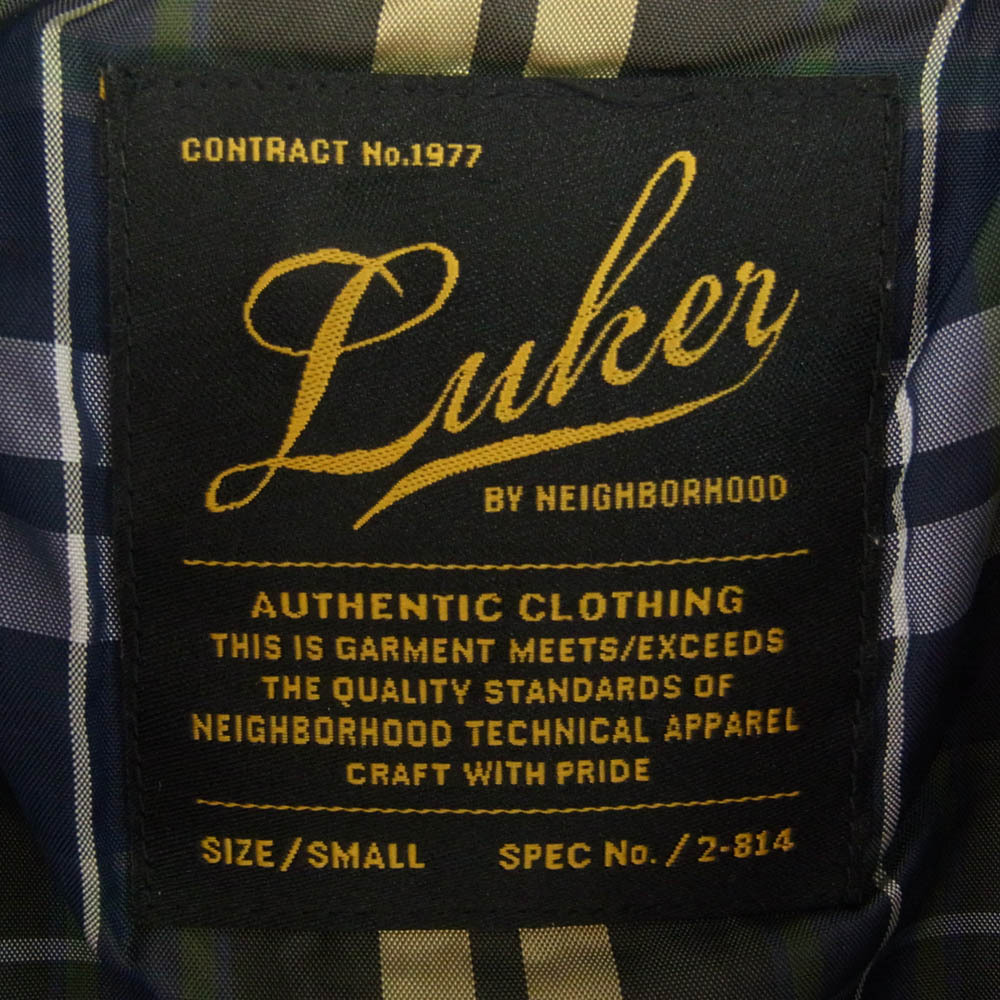 CONTRACT No.1977
Luker
BY NEIGHBORHOOD
AUTHENTIC CLOTHING
THIS IS GARMENT MEETS/EXCEEDS
THE QUALITY STANDARDS OF
NEIGHBORHOOD TECHNICAL APPAREL
CRAFT WITH PRIDE
SIZE/SMALL SPEC No./2-814